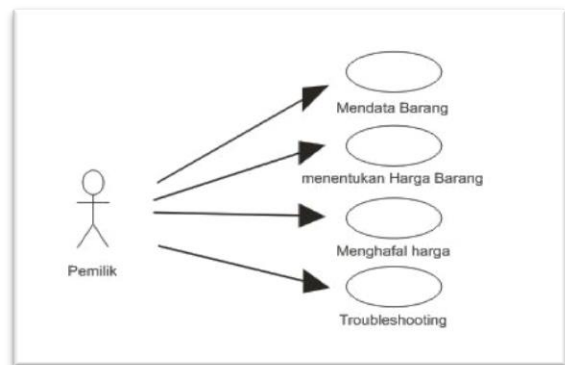 Mendata Barang
menentukan Harga Barang
Menghafal harga
Pemilik
Troubleshooting